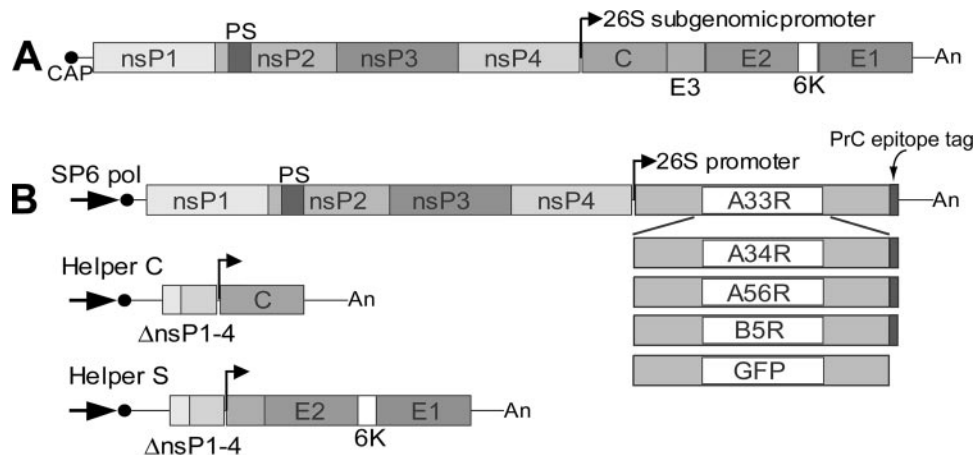 A
CAP
nsP1
PS
nsP2
nsP3
nsP4
26S subgenomic promoter
C
E3
E2
6K
E1
An
B
SP6 pol
nsP1
PS
nsP2
nsP3
nsP4
26S promoter
PrC epitope tag
A33R
An
A34R
A56R
B5R
GFP
Helper C
ΔnsP1-4
C
An
Helper S
ΔnsP1-4
E2
6K
E1
An